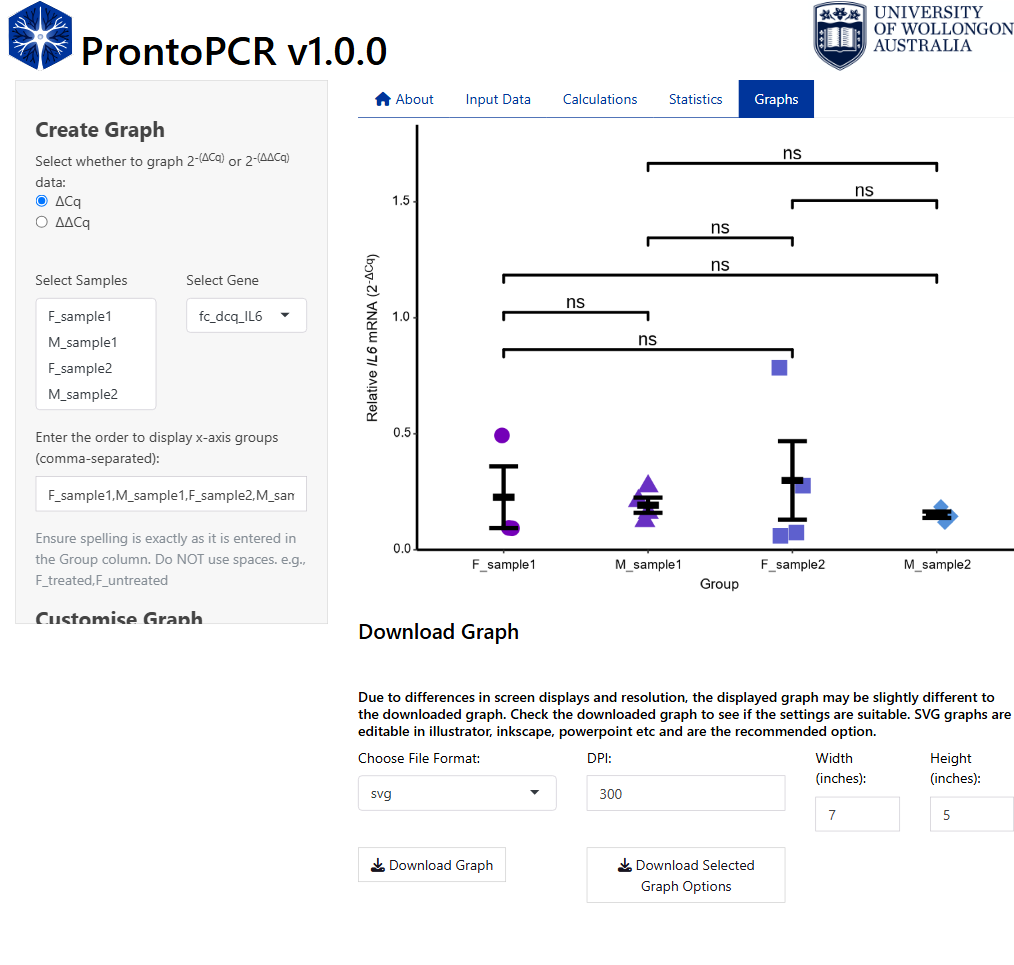 ProntoPCR v1.0.0
UNIVERSITY
OF WOLLONGONG
AUSTRALIA
Create Graph
Select whether to graph 2-(ΔCq) or 2-(ΔΔCq)
data:
ΔCq
ΔΔCq
Select Samples
Select Gene
F_sample1
M_sample1
F_sample2
M_sample2
fc_dcq_IL6
Enter the order to display x-axis groups
(comma-separated):
F_sample1,M_sample1,F_sample2,M_sam
Ensure spelling is exactly as it is entered in
the Group column. Do NOT use spaces. e.g.,
F_treated,F_untreated
Customise Graph
About
Input Data
Calculations
Statistics
Graphs
Relative IL6 mRNA (2-ΔCq)
1.5
1.0
0.5
0.0
ns
ns
ns
ns
ns
ns
F_sample1
M_sample1
F_sample2
M_sample2
Group
Download Graph
Due to differences in screen displays and resolution, the displayed graph may be slightly different to
the downloaded graph. Check the downloaded graph to see if the settings are suitable. SVG graphs are
editable in illustrator, inkscape, powerpoint etc and are the recommended option.
Choose File Format:
svg
DPI:
300
Width
(inches):
7
Height
(inches):
5
Download Graph
Download Selected
Graph Options